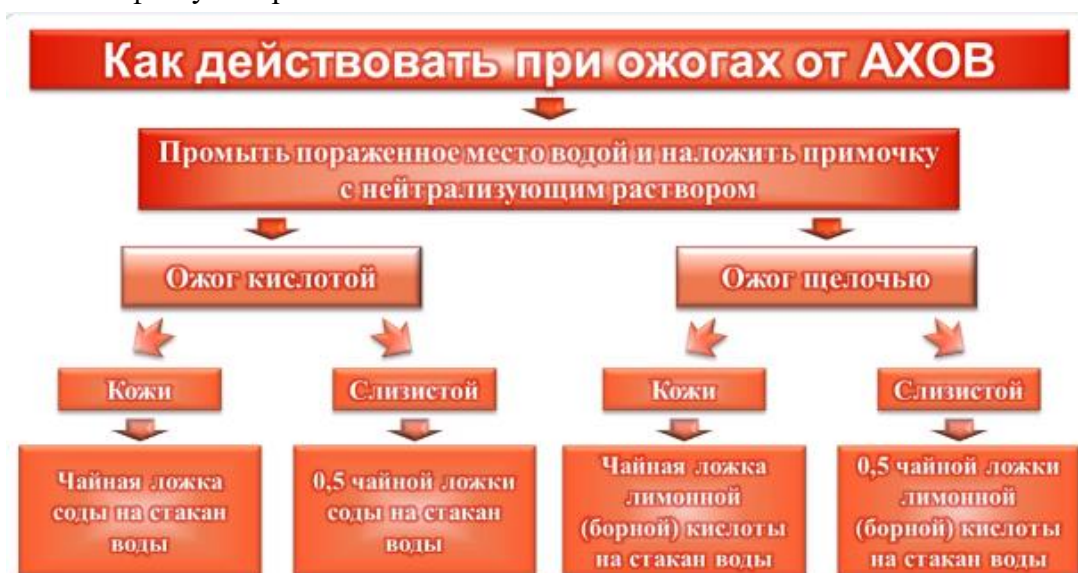 Как действовать при ожогах от АХОВ
Промыть пораженное место водой и наложить примочку
с нейтрализующим раствором
Ожог кислотой
Ожог щелочью
Кожи
Слизистой
Кожи
Слизистой
Чайная ложка
соды на стакан
воды
0,5 чайной ложки
соды на стакан
воды
Чайная ложка
лимонной
(борной) кислоты
на стакан воды
0,5 чайной ложки
лимонной
(борной) кислоты
на стакан воды